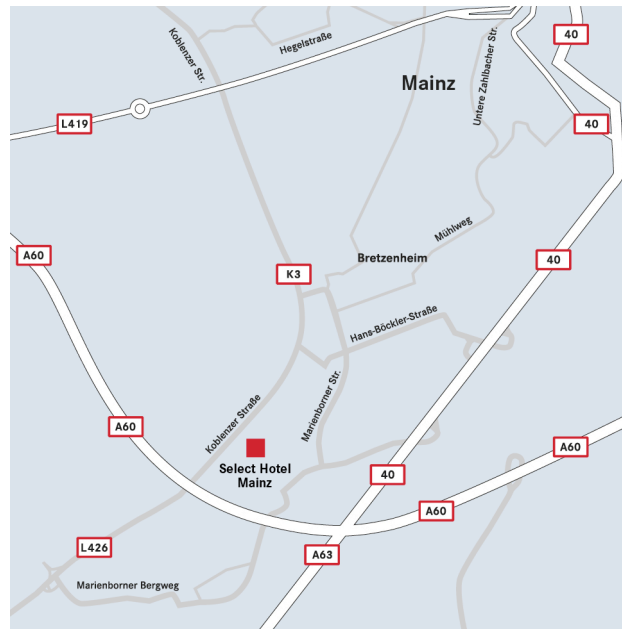 Koblenzer Str.
Hegelstraße
40
Untere Zahlbacher Str.
Mainz
L419
40
Mühlweg
A60
Bretzenheim
40
K3
Hans-Böckler-Straße
Marienborner Str.
Koblenzer Straße
A60
Select Hotel
Mainz
A60
40
A60
L426
A63
Marienborner Bergweg